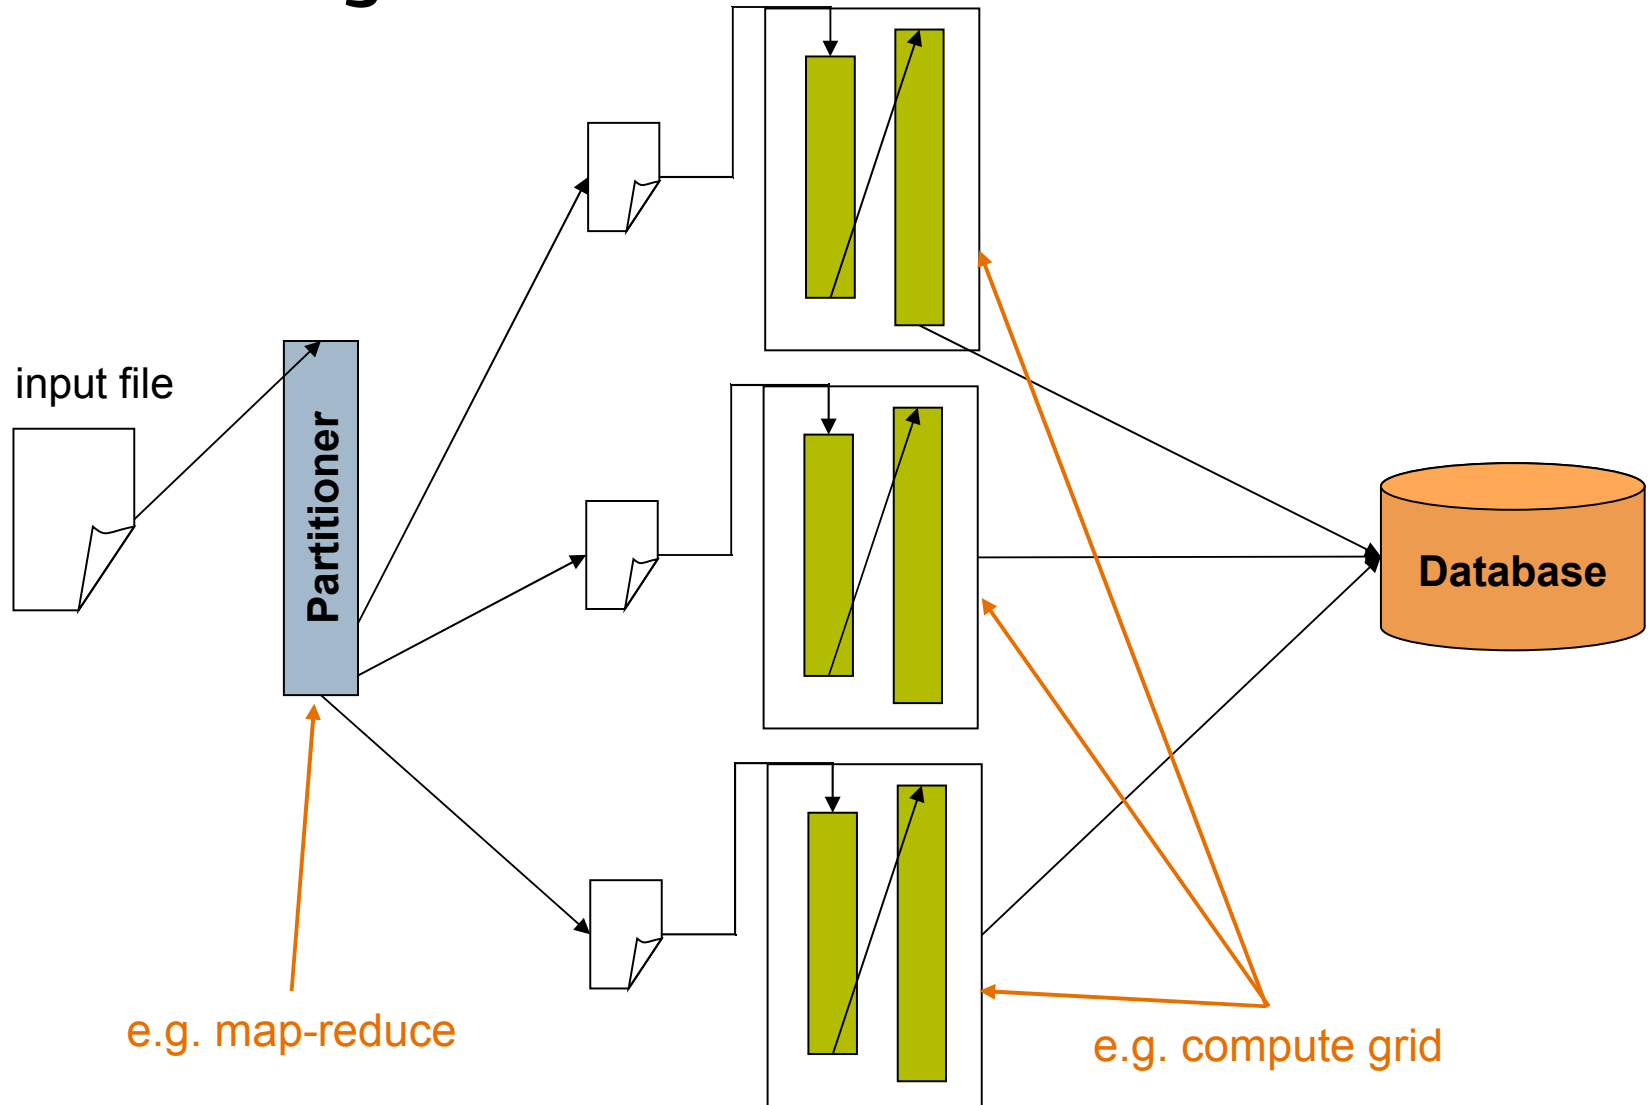 input file
Partitioner
Database
e.g. map-reduce
e.g. compute grid